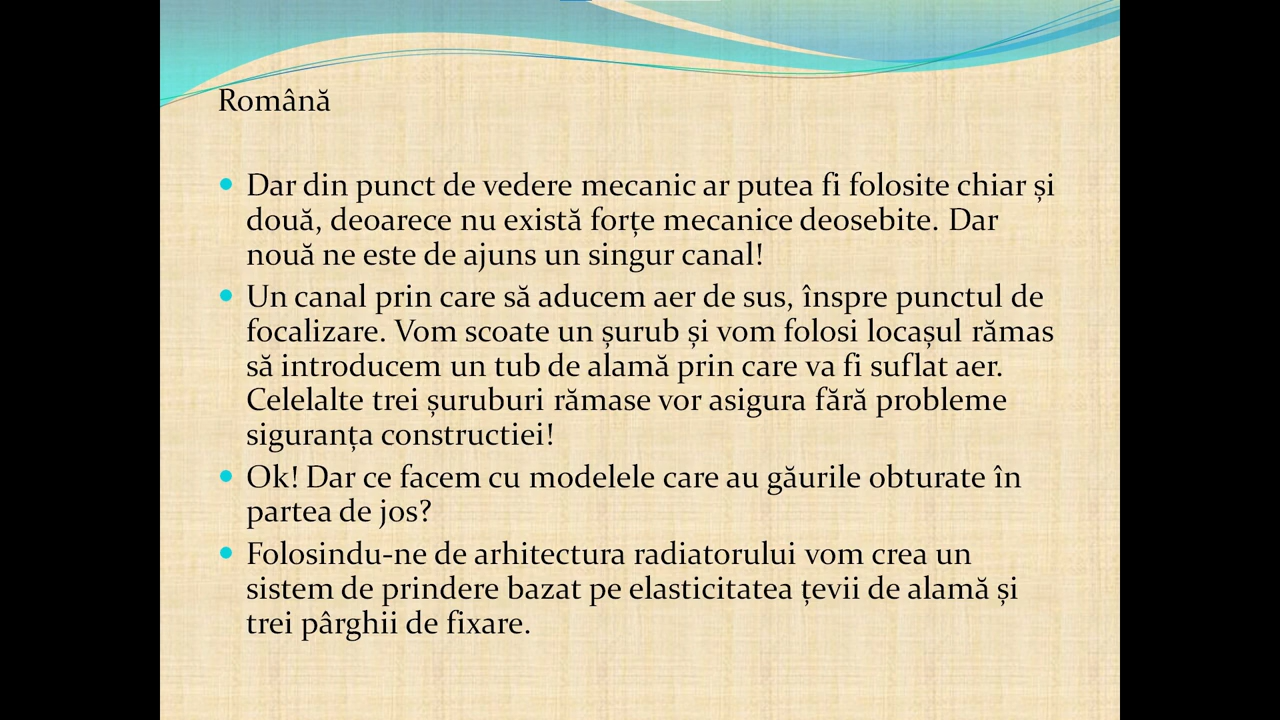 Română
Dar din punct de vedere mecanic ar putea fi folosite chiar și
două, deoarece nu există forțe mecanice deosebite. Dar
nouă ne este de ajuns un singur canal!
Un canal prin care să aducem aer de sus, înspre punctul de
focalizare. Vom scoate un șurub și vom folosi locașul rămas
să introducem un tub de alamă prin care va fi suflat aer.
Celelalte trei șuruburi rămase vor asigura fără probleme
siguranța constructiei!
Ok! Dar ce facem cu modelele care au găurile obturate în
partea de jos?
Folosindu-ne de arhitectura radiatorului vom crea un
sistem de prindere bazat pe elasticitatea țevii de alamă și
trei pârghii de fixare.